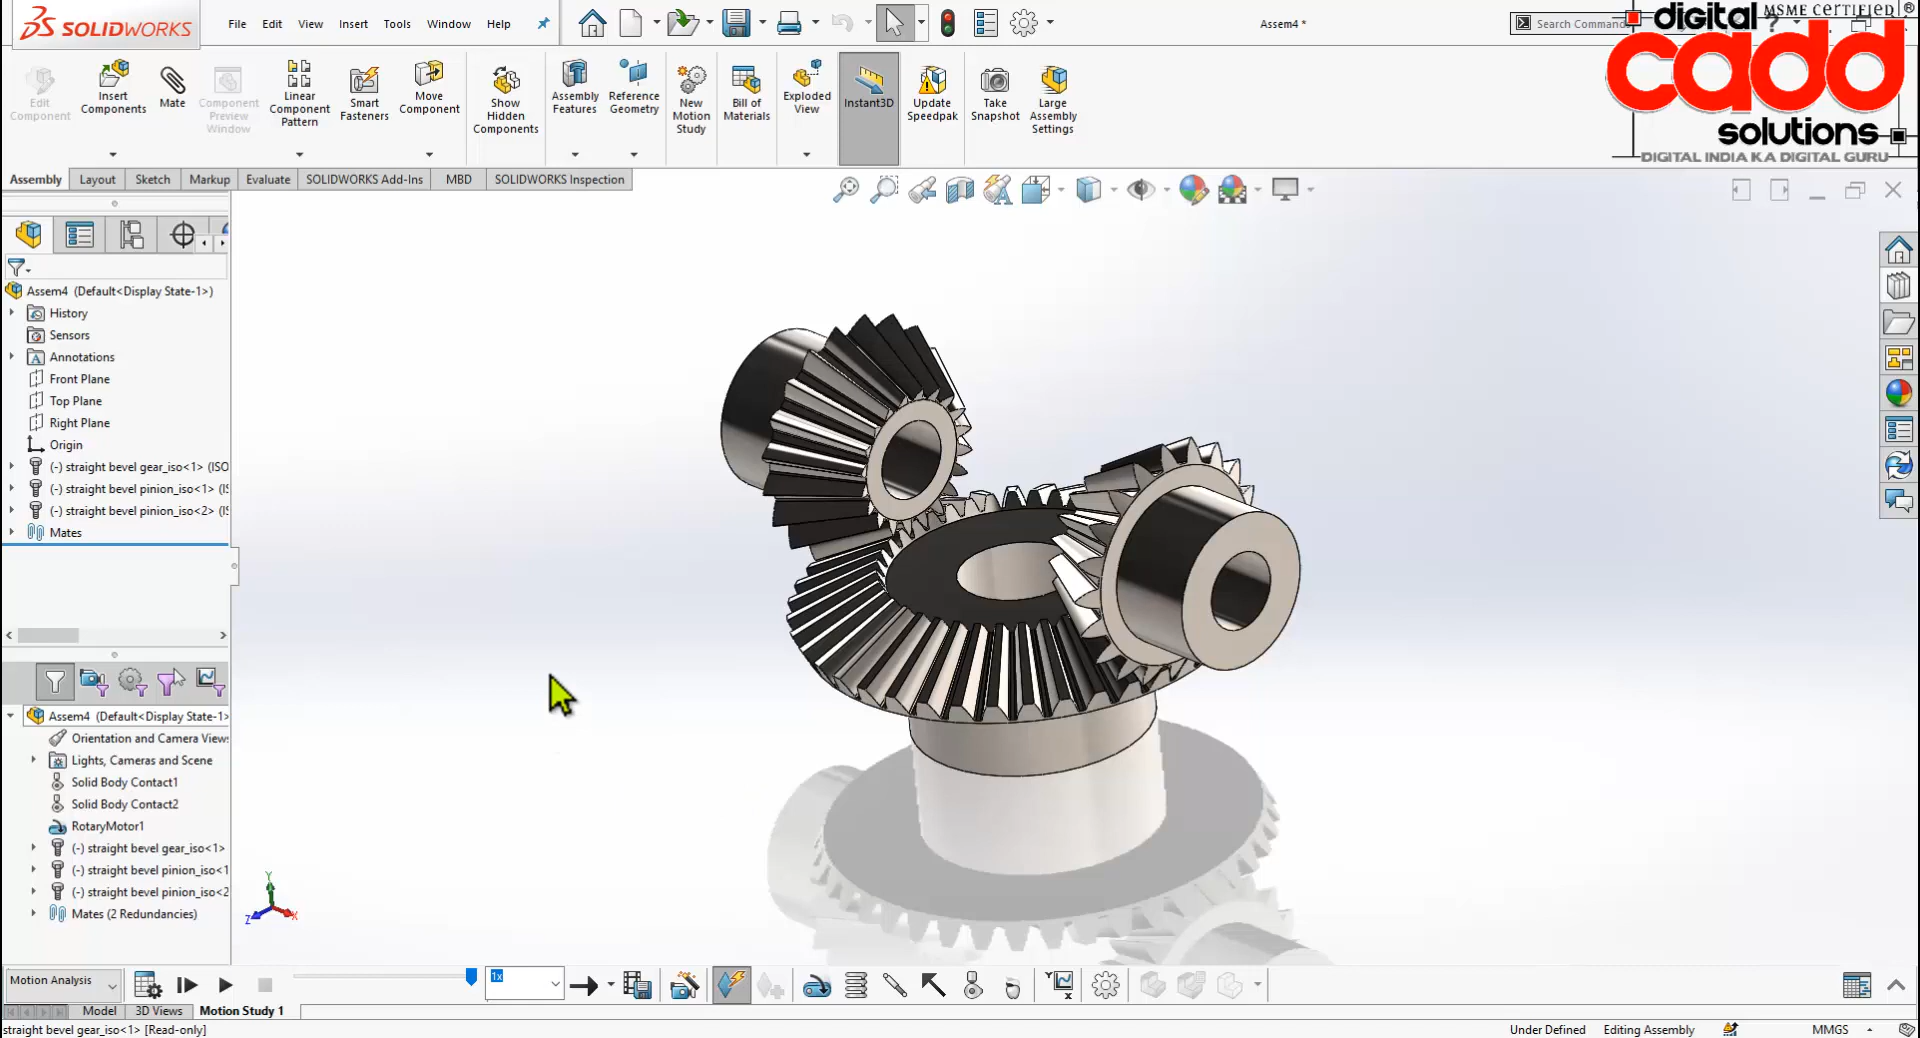 SOLIDWORKS
File Edit View Insert Tools Window Help
Assem4 *
Search Command
digital MSME CERTIFIED ®
cadd
solutions
DIGITAL INDIA KA DIGITAL GURU
Edit Component
Insert Components
Mate
Component Preview Window
Linear Component Pattern
Smart Fasteners
Move Component
Show Hidden Components
Assembly Features
Reference Geometry
New Motion Study
Bill of Materials
Exploded View
Instant3D
Update Speedpak
Take Snapshot
Large Assembly Settings
Assembly Layout Sketch Markup Evaluate SOLIDWORKS Add-Ins MBD SOLIDWORKS Inspection
Assem4 (Default<Display State-1>)
History
Sensors
Annotations
Front Plane
Top Plane
Right Plane
Origin
(-) straight bevel gear_iso<1> (ISO
(-) straight bevel pinion_iso<1> (IS
(-) straight bevel pinion_iso<2> (IS
Mates
Assem4 (Default<Display State-1>
Orientation and Camera Views
Lights, Cameras and Scene
Solid Body Contact1
Solid Body Contact2
RotaryMotor1
(-) straight bevel gear_iso<1>
(-) straight bevel pinion_iso<1
(-) straight bevel pinion_iso<2
Mates (2 Redundancies)
Y
Z
X
Motion Analysis
1x
Model 3D Views Motion Study 1
straight bevel gear_iso<1> [Read-only]
Under Defined Editing Assembly MMGS